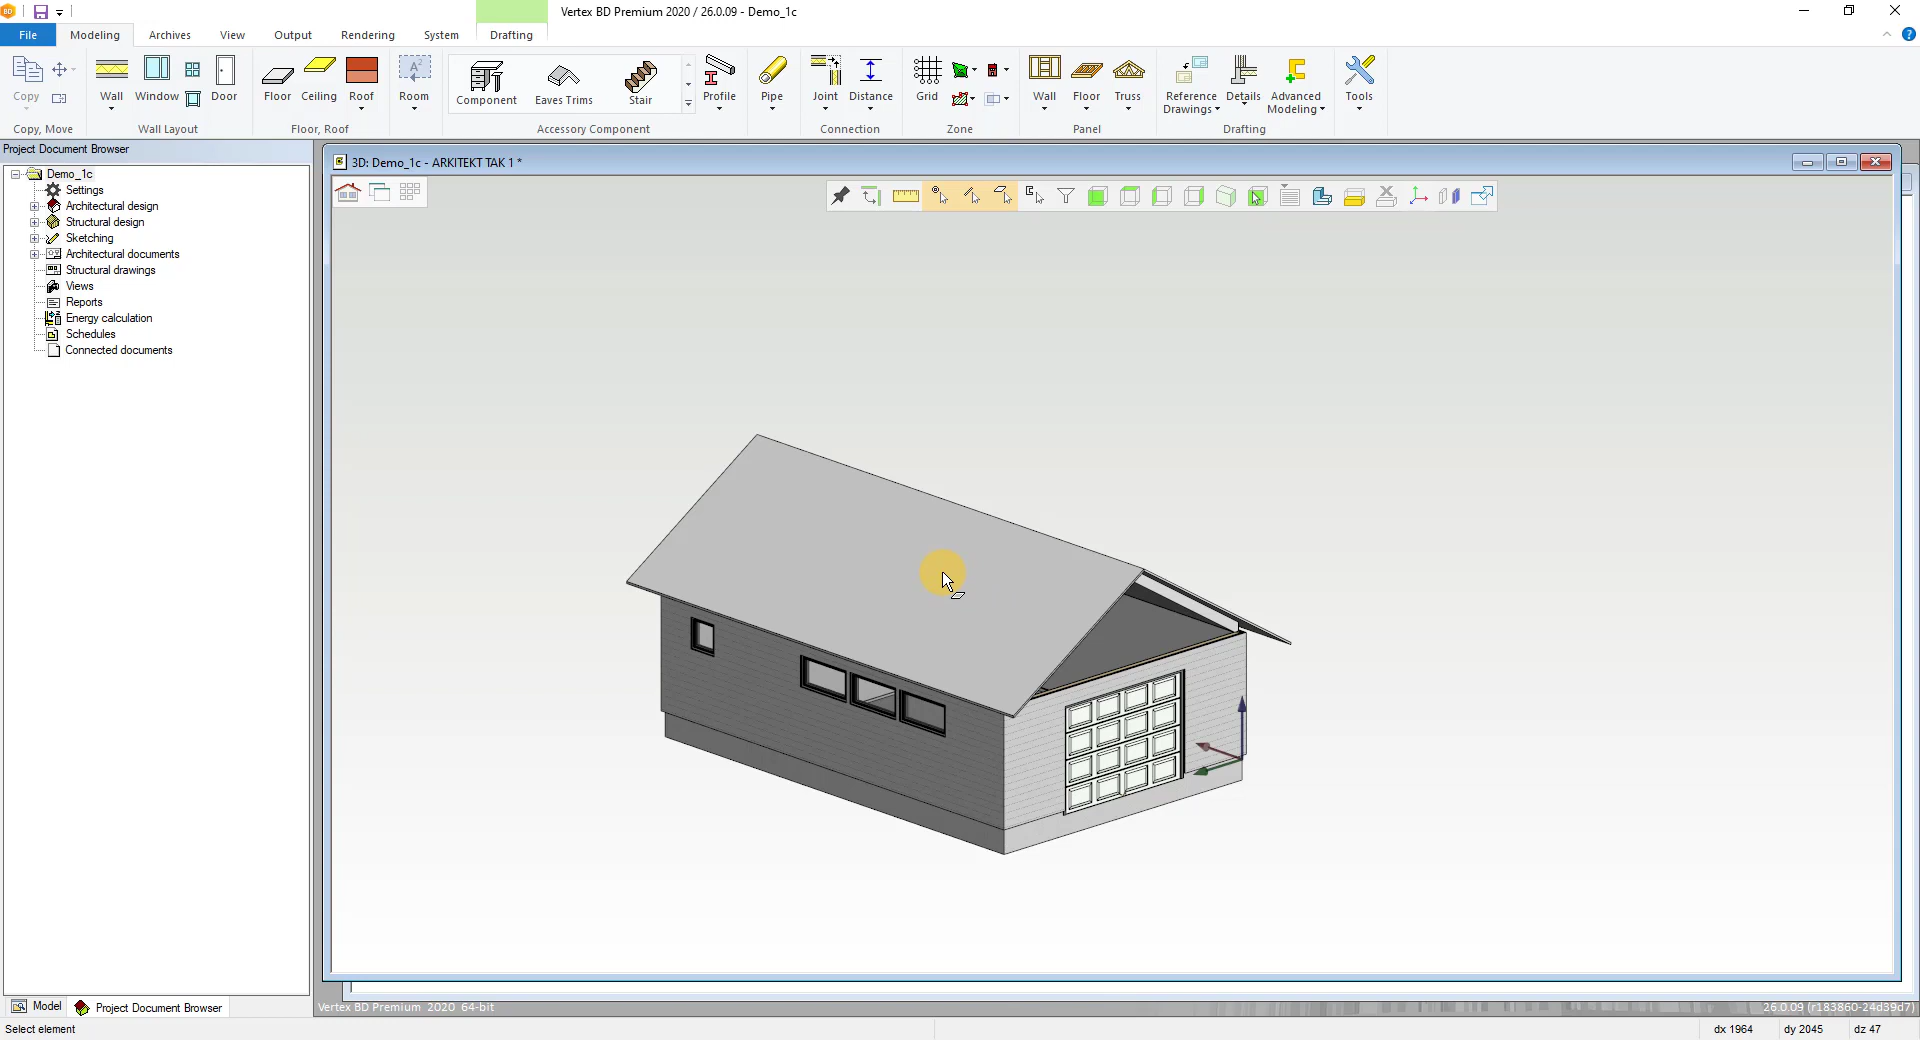 BD
Vertex BD Premium 2020 / 26.0.09 - Demo_1c
File Modeling Archives View Output Rendering System Drafting
Copy Wall Window Door Floor Ceiling Roof Room Component Eaves Trims Stair Profile Pipe Joint Distance Grid Wall Floor Truss Reference Drawings Details Advanced Modeling Tools
Copy, Move Wall Layout Floor, Roof Accessory Component Connection Zone Panel Drafting
Project Document Browser
3D: Demo_1c - ARKITEKT TAK 1 *
Demo_1c
Settings
Architectural design
Structural design
Sketching
Architectural documents
Structural drawings
Views
Reports
Energy calculation
Schedules
Connected documents
Model Project Document Browser
Vertex BD Premium 2020 64-bit
26.0.09 (r183860-24d39d7)
Select element
dx 1964 dy 2045 dz 47